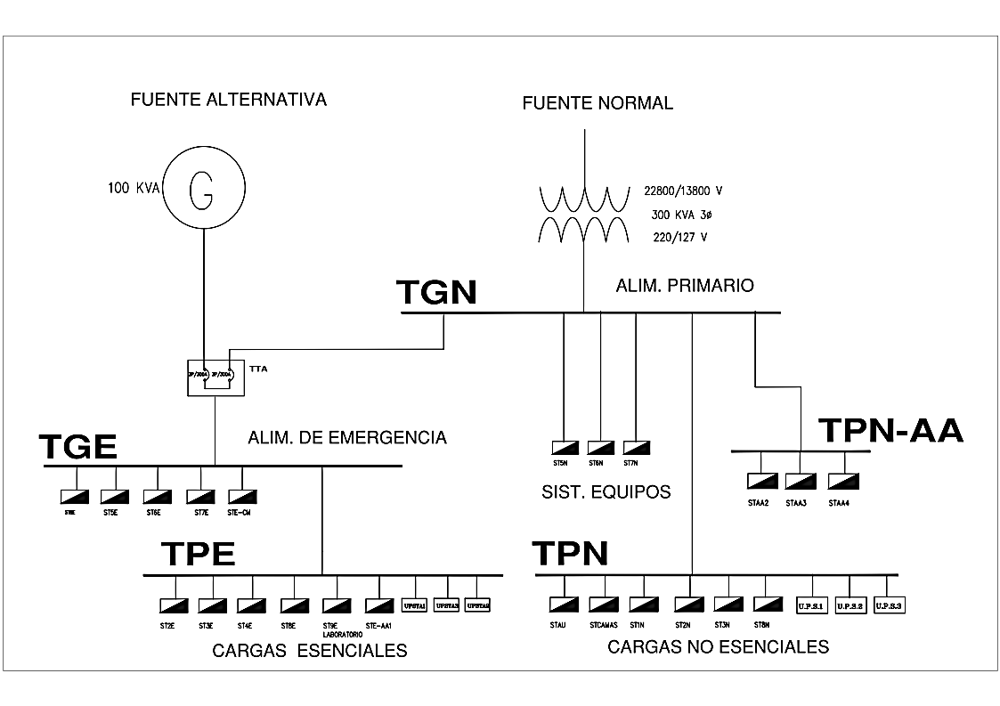 FUENTE ALTERNATIVA
FUENTE NORMAL
100 KVA
G
22800/13800 V
300 KVA 3ø
220/127 V
TGN
ALIM. PRIMARIO
TTA
TGE
ALIM. DE EMERGENCIA
TPN-AA
ST5N ST6N ST7N
SIST. EQUIPOS
STAA2 STAA3 STAA4
ST5E ST6E ST7E STE-CM
TPE
TPN
UPSTA1 UPSTA3
U.P.S.1 U.P.S.2 U.P.S.3
ST2E ST3E ST4E ST8E ST9E STE-AA1
LABORATORIO
STAU STCAMAS ST1N ST2N ST3N ST8N
CARGAS ESENCIALES
CARGAS NO ESENCIALES